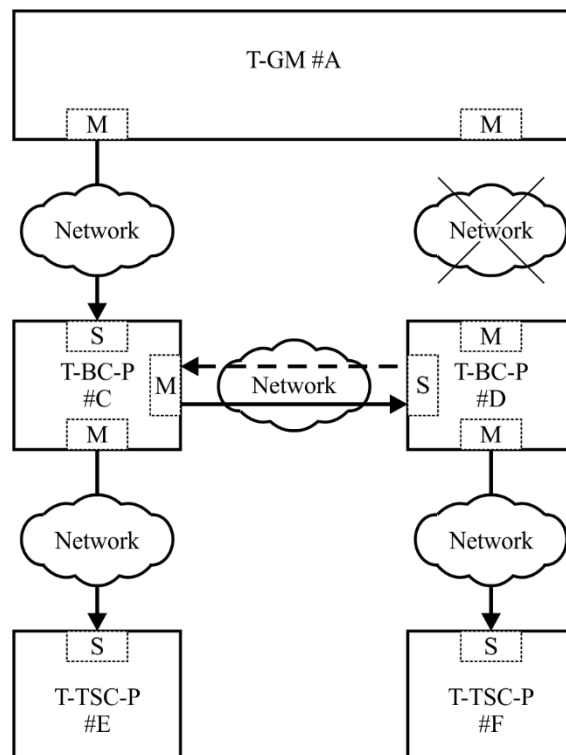 T-GM #A
M
M
Network
Network
S
M
T-BC-P
#C
T-BC-P
#D
M
Network
S
M
M
Network
Network
S
S
T-TSC-P
#E
T-TSC-P
#F